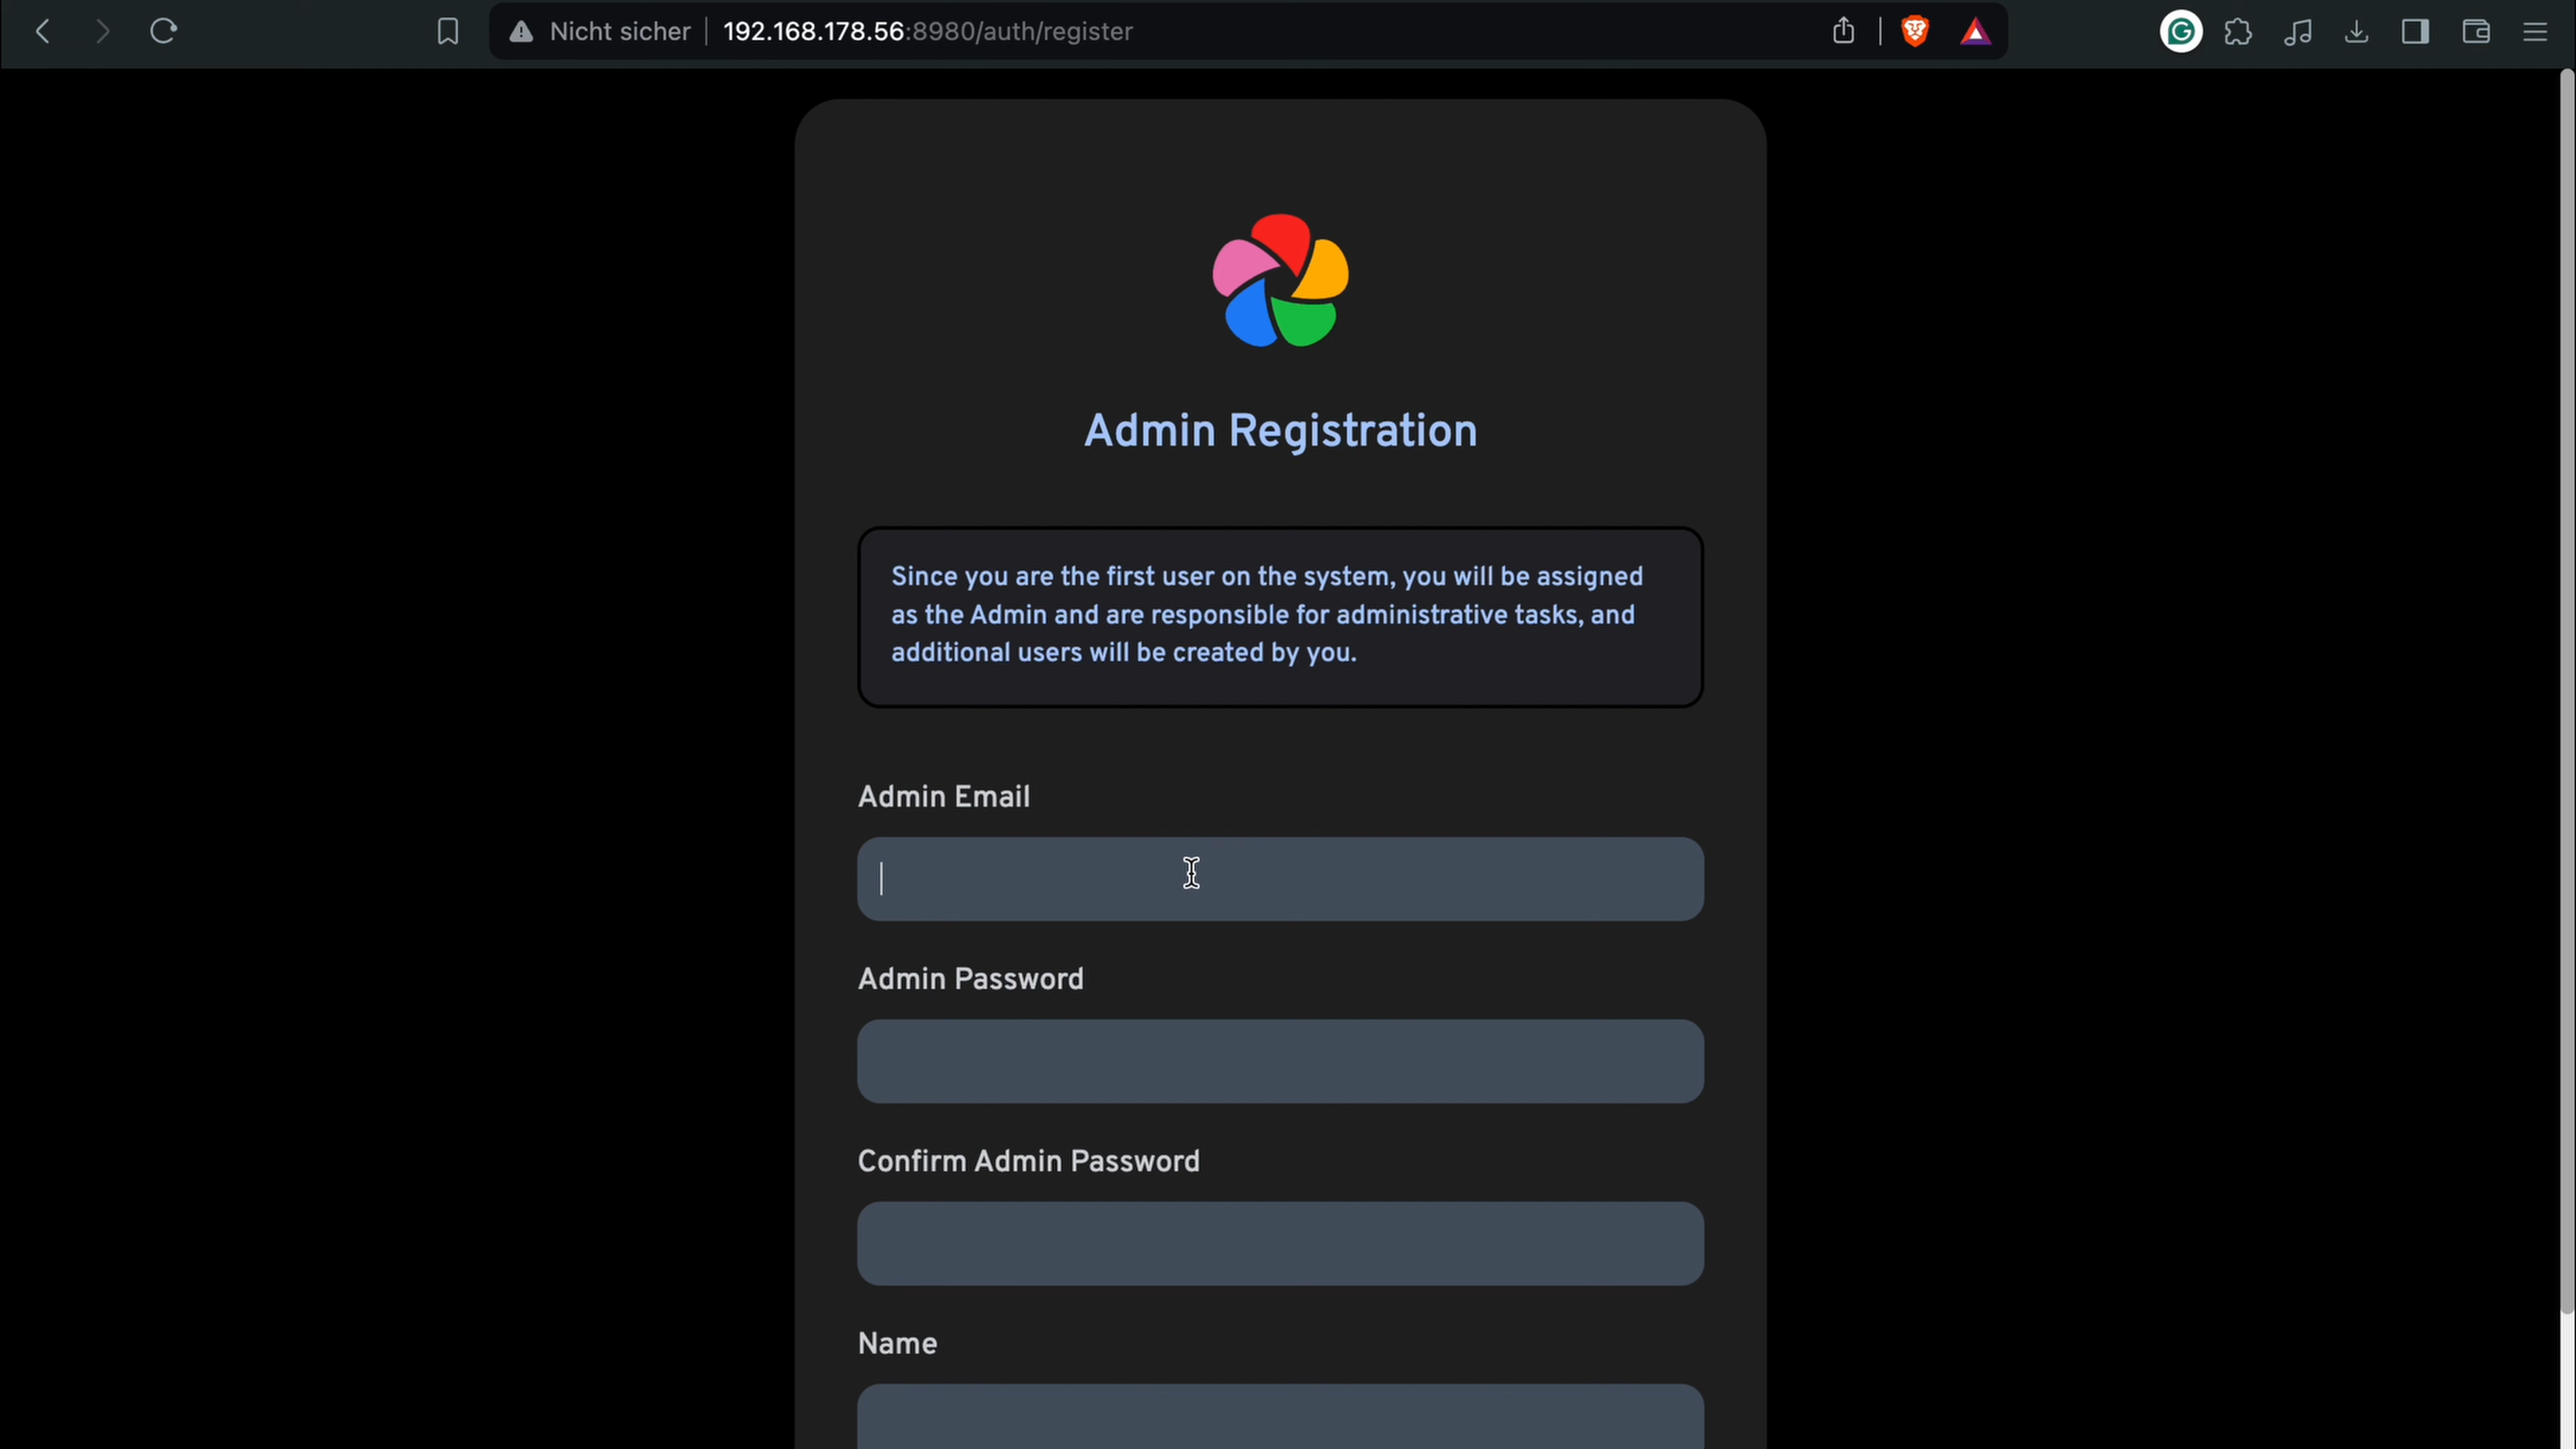 Nicht sicher 192.168.178.56:8980/auth/register
Admin Registration
Since you are the first user on the system, you will be assigned
as the Admin and are responsible for administrative tasks, and
additional users will be created by you.
Admin Email
Admin Password
Confirm Admin Password
Name